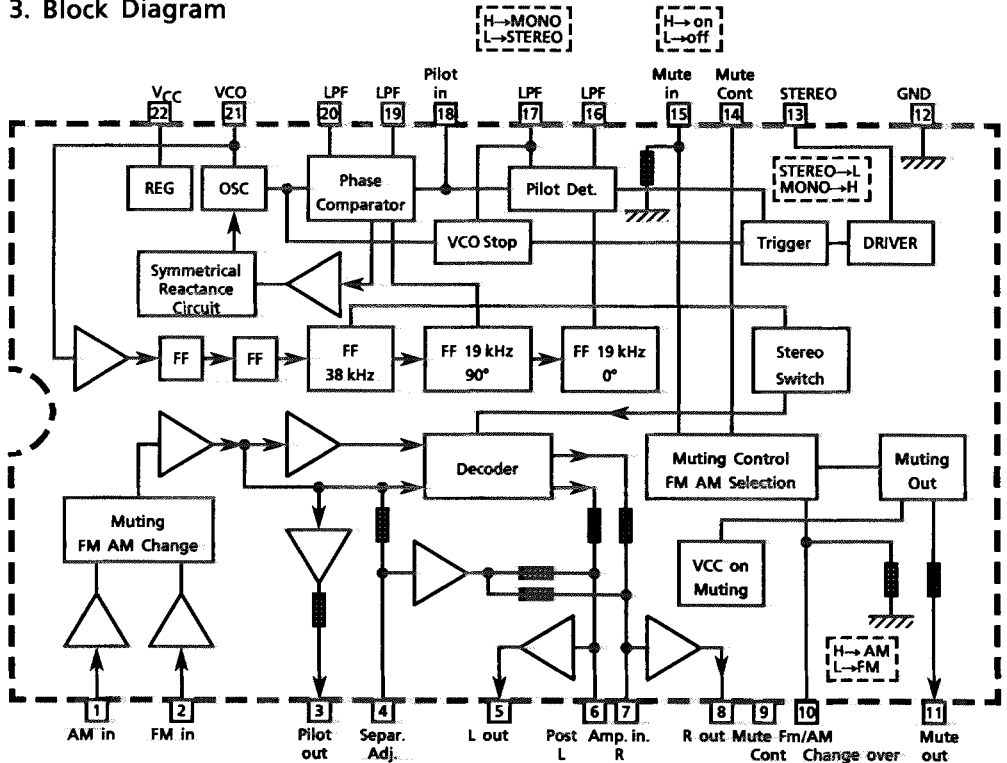 3. Block Diagram
H→MONO
L→STEREO
H→on
L→off
VCC
VCO
LPF
LPF
Pilot
in
LPF
LPF
Mute
in
Mute
Cont
STEREO
GND
22
21
20
19
18
17
16
15
14
13
12
REG
OSC
Phase
Comparator
Pilot Det.
STEREO→L
MONO→H
VCO Stop
Trigger
DRIVER
Symmetrical
Reactance
Circuit
FF
FF
FF
38 kHz
FF 19 kHz
90°
FF 19 kHz
0°
Stereo
Switch
Decoder
Muting Control
FM AM Selection
Muting
Out
Muting
FM AM Change
VCC on
Muting
H→AM
L→FM
1
2
3
4
5
6
7
8
9
10
11
AM in
FM in
Pilot
out
Separ.
Adj.
L out
Post Amp. in.
L R
R out
Mute
Cont
Fm/AM
Change over
Mute
out